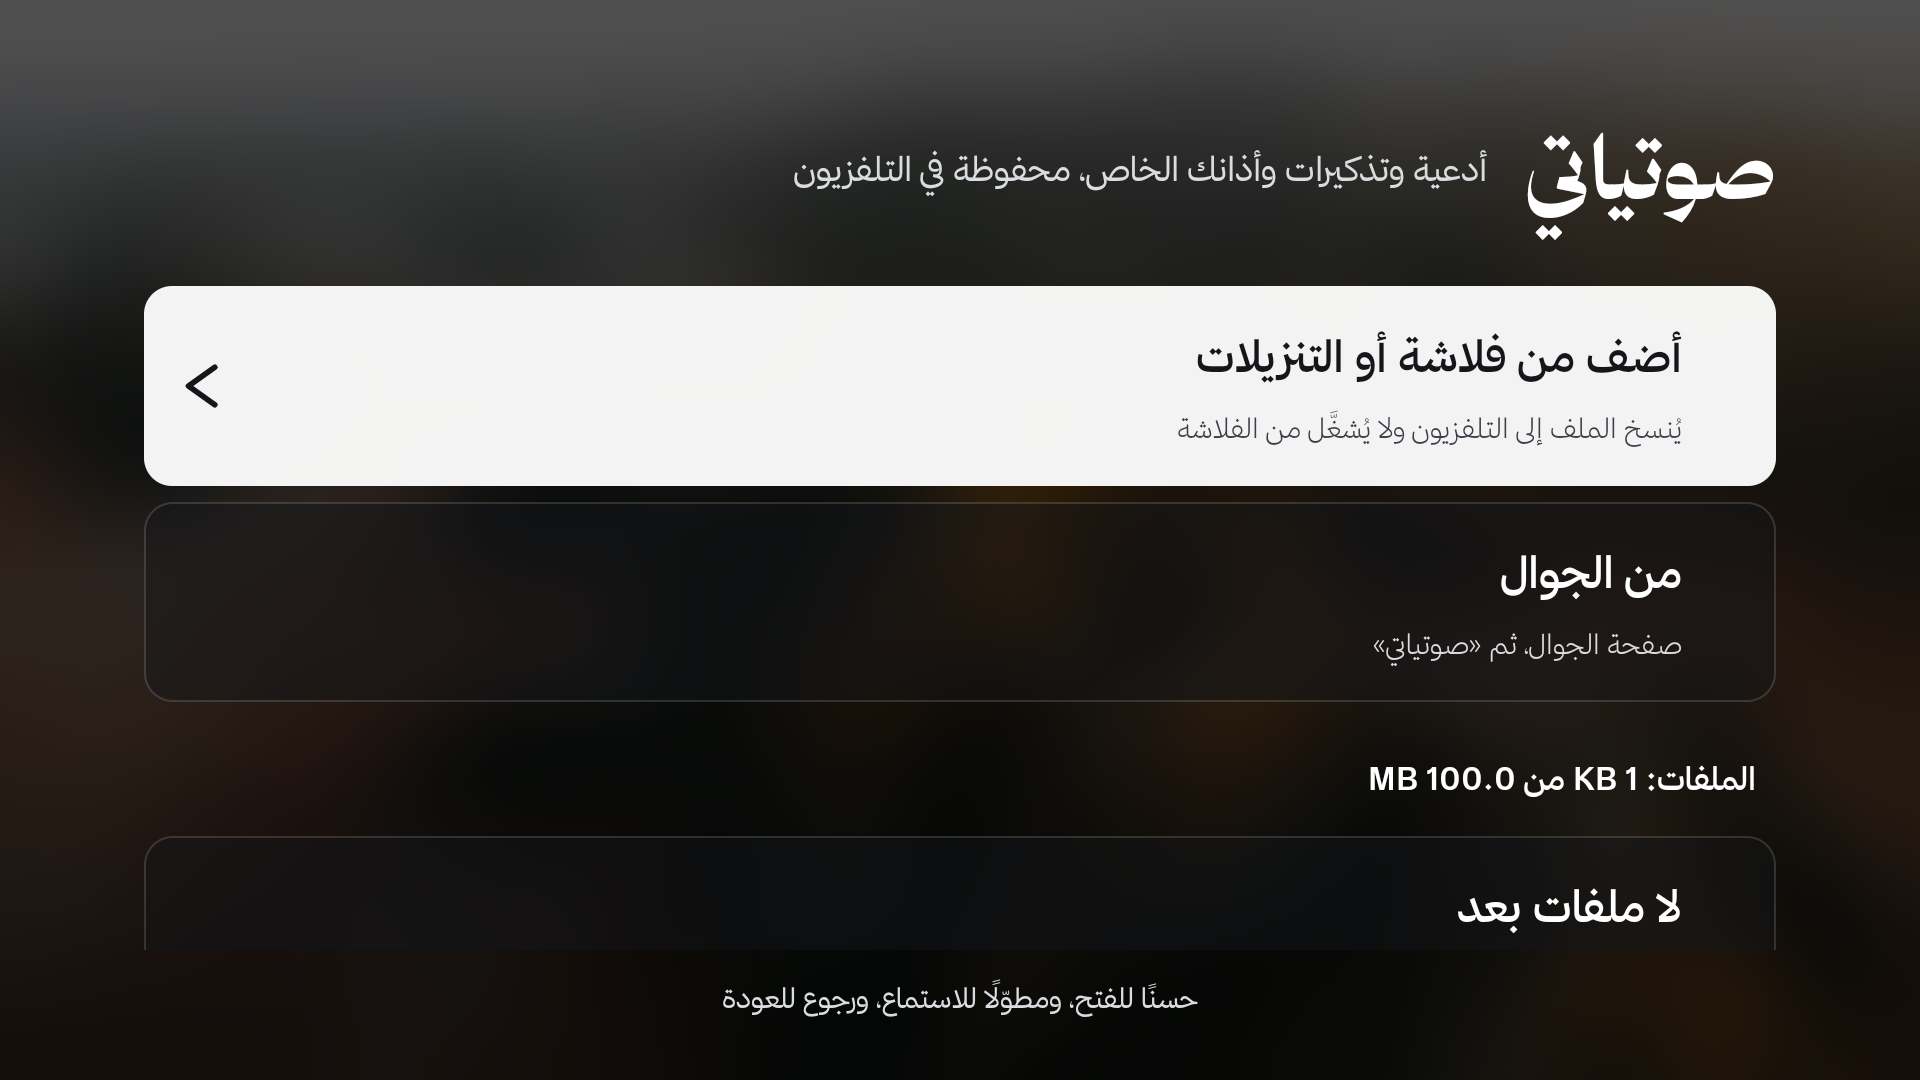 صوتياتي
أدعية وتذكيرات وأذانك الخاص، محفوظة في التلفزيون
أضف من فلاشة أو التنزيلات
يُنسخ الملف إلى التلفزيون ولا يُشغَّل من الفلاشة
من الجوال
صفحة الجوال، ثم «صوتياتي»
الملفات: 1 KB من 100.0 MB
لا ملفات بعد
حسنًا للفتح، ومطوّلًا للاستماع، ورجوع للعودة